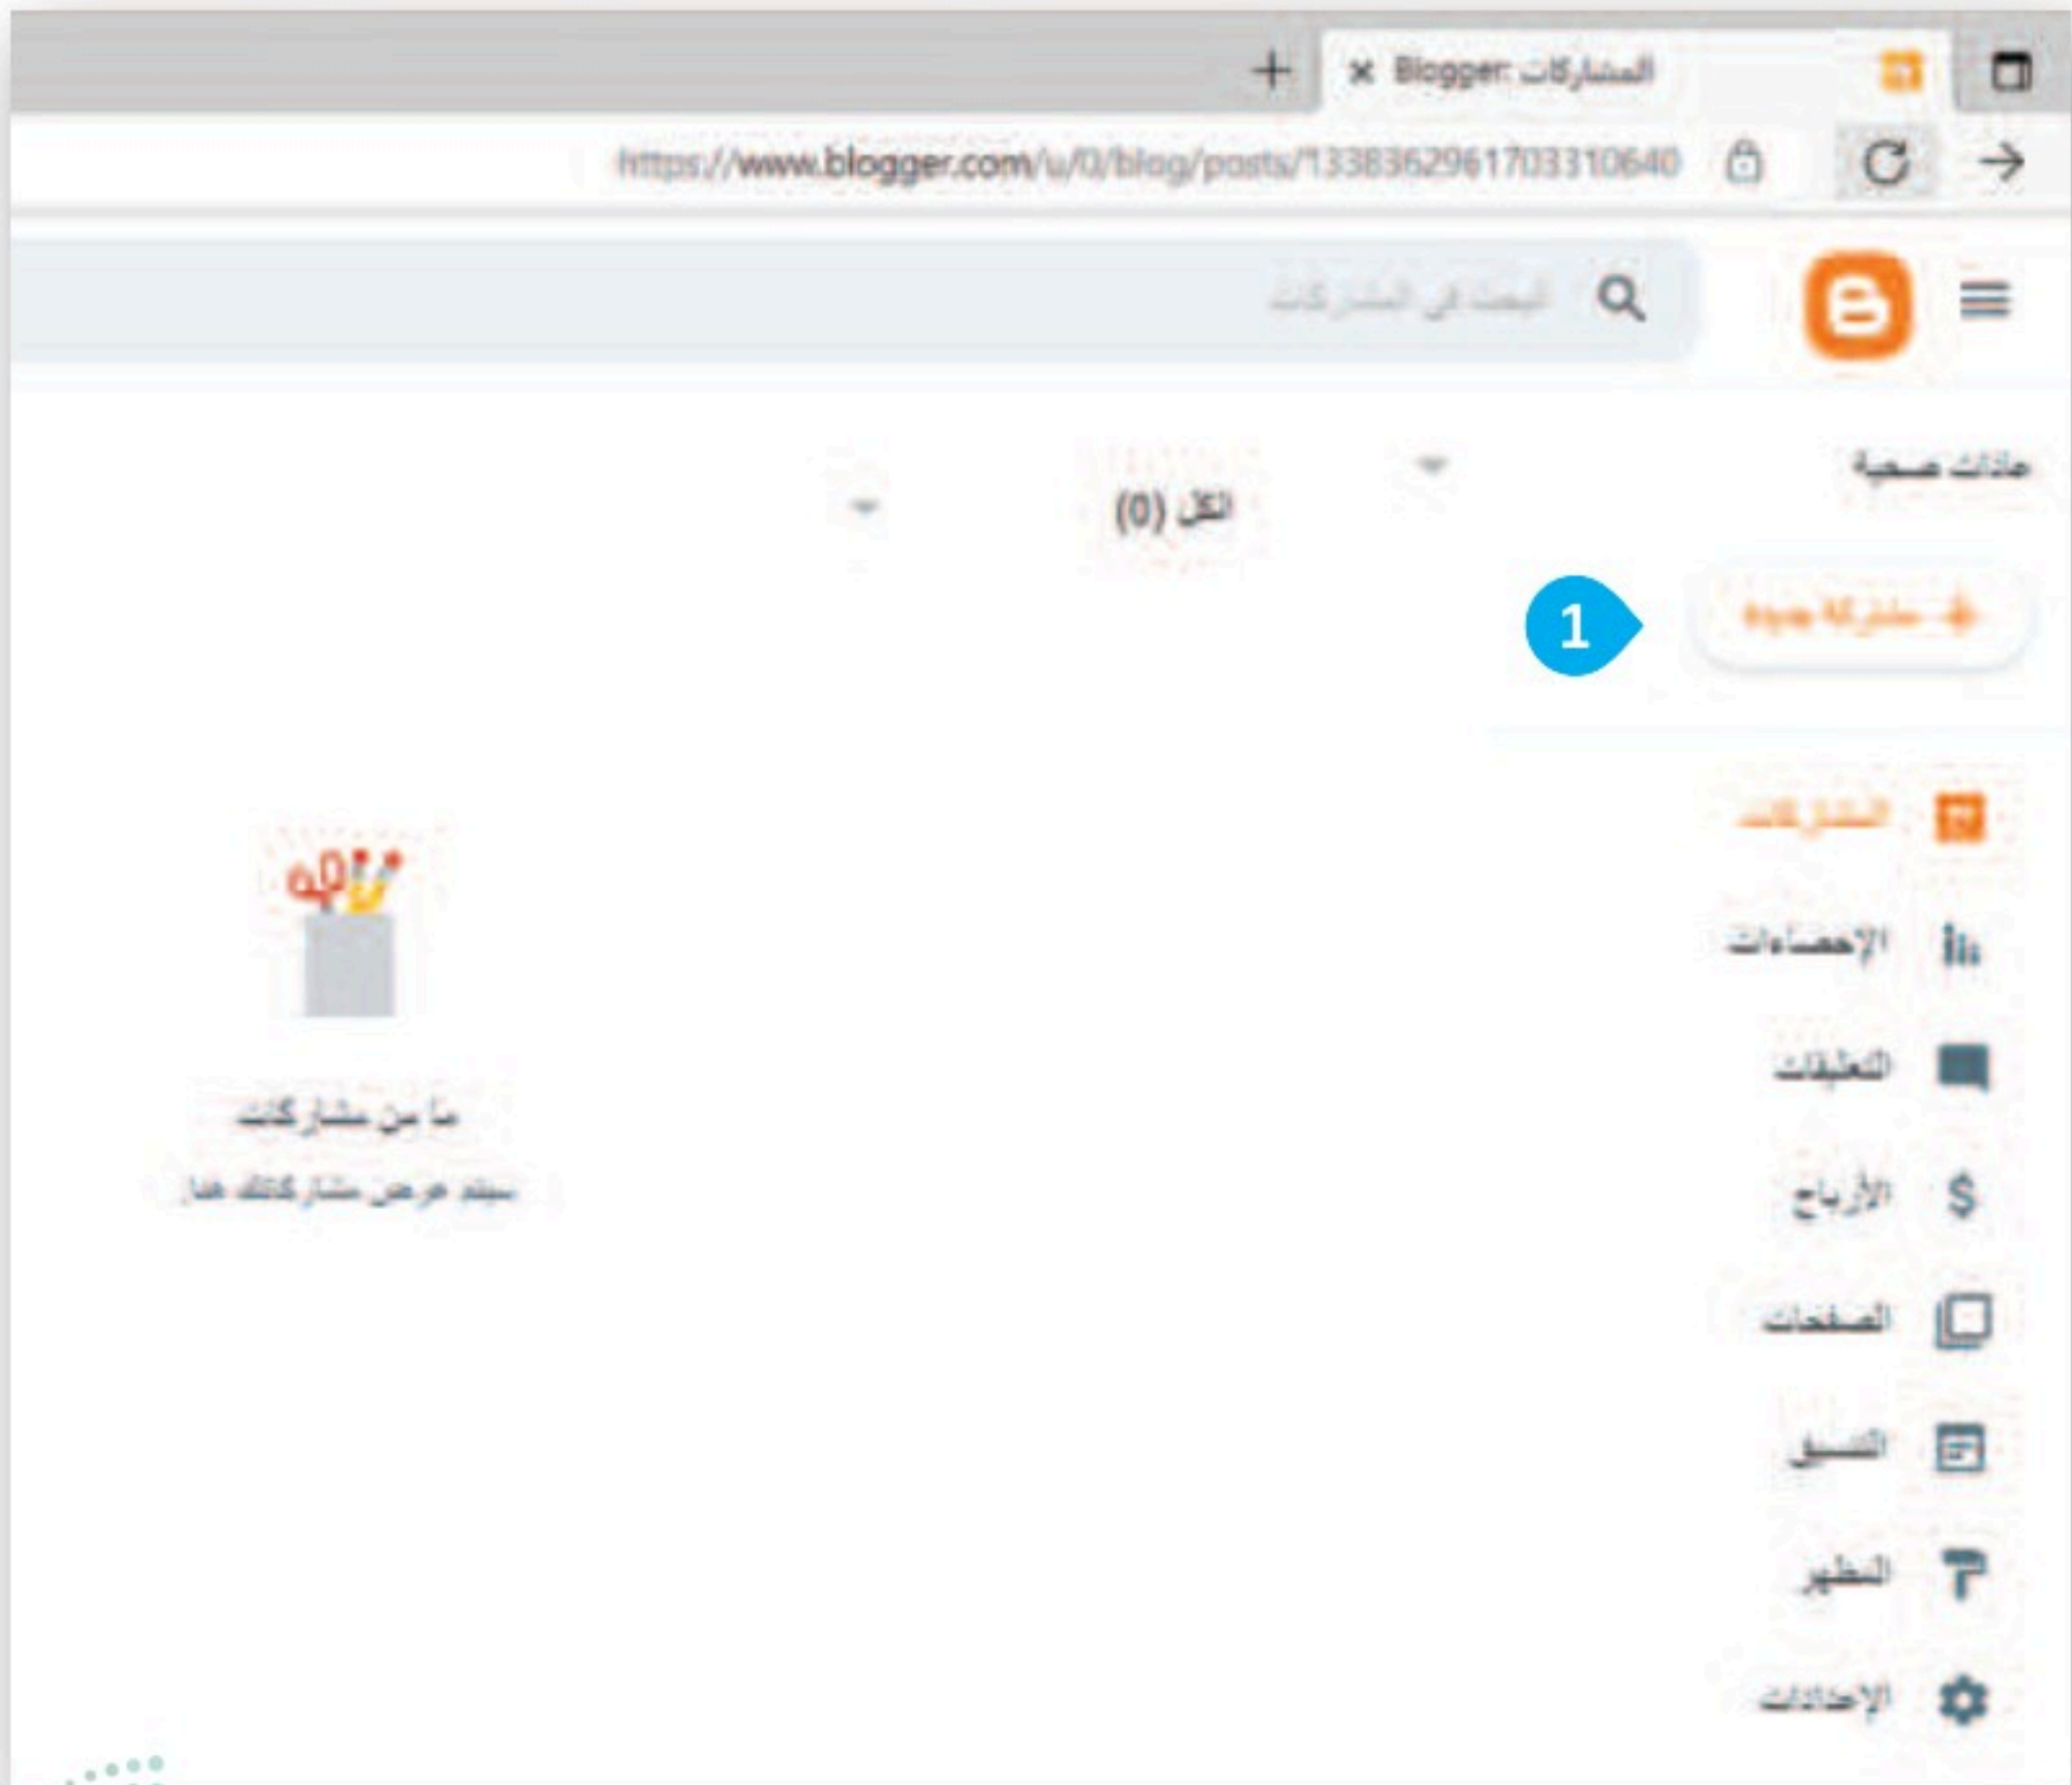 Blogger: المشاركات
https://www.blogger.com/u/0/blog/posts/1338362961703310640
البحث في المشاركات
عادات صحية
الكل (0)
+ مشاركة جديدة
1
المشاركات
الإحصاءات
التعليقات
الأرباح
الصفحات
التنسيق
المظهر
الإعدادات
ما من مشاركات
سيتم عرض مشاركاتك هنا.